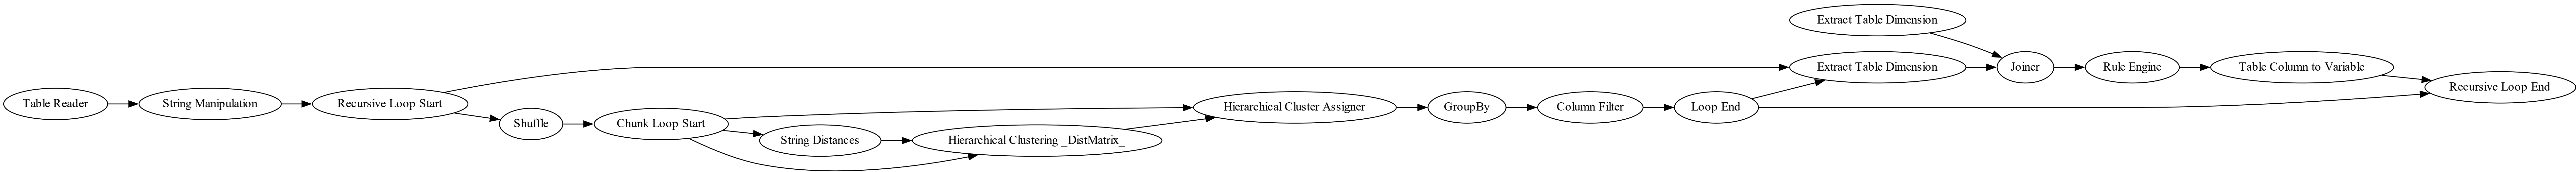 Table Reader
String Manipulation
Recursive Loop Start
Shuffle
Chunk Loop Start
String Distances
Hierarchical Clustering _DistMatrix_
Hierarchical Cluster Assigner
GroupBy
Column Filter
Loop End
Extract Table Dimension
Extract Table Dimension
Joiner
Rule Engine
Table Column to Variable
Recursive Loop End